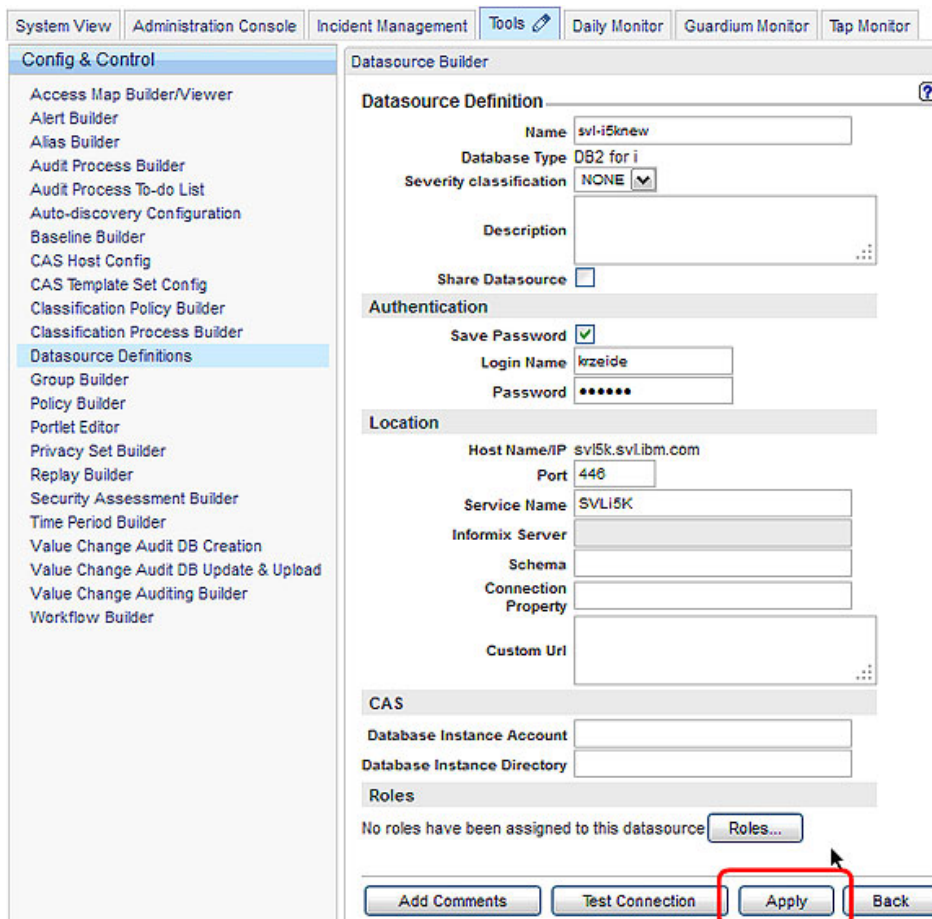 System View Administration Console Incident Management Tools Daily Monitor Guardium Monitor Tap Monitor
Config & Control
Access Map Builder/Viewer
Alert Builder
Alias Builder
Audit Process Builder
Audit Process To-do List
Auto-discovery Configuration
Baseline Builder
CAS Host Config
CAS Template Set Config
Classification Policy Builder
Classification Process Builder
Datasource Definitions
Group Builder
Policy Builder
Portlet Editor
Privacy Set Builder
Replay Builder
Security Assessment Builder
Time Period Builder
Value Change Audit DB Creation
Value Change Audit DB Update & Upload
Value Change Auditing Builder
Workflow Builder
Datasource Builder
Datasource Definition
?
Name svl-i5knew
Database Type DB2 for i
Severity classification NONE
Description
Share Datasource
Authentication
Save Password
Login Name krzeide
Password ••••••
Location
Host Name/IP svl5k.svl.ibm.com
Port 446
Service Name SVLi5K
Informix Server
Schema
Connection
Property
Custom Url
CAS
Database Instance Account
Database Instance Directory
Roles
No roles have been assigned to this datasource Roles...
Add Comments Test Connection Apply Back